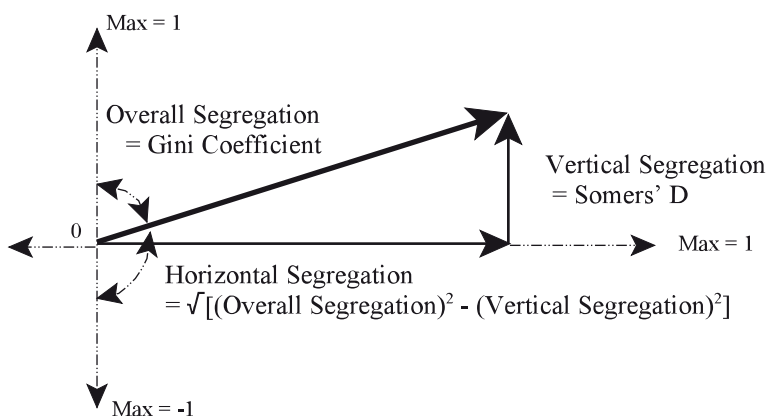 Max = 1
Overall Segregation
= Gini Coefficient
Vertical Segregation
= Somers’ D
0
Max = 1
Horizontal Segregation
= √[(Overall Segregation)² - (Vertical Segregation)²]
Max = -1